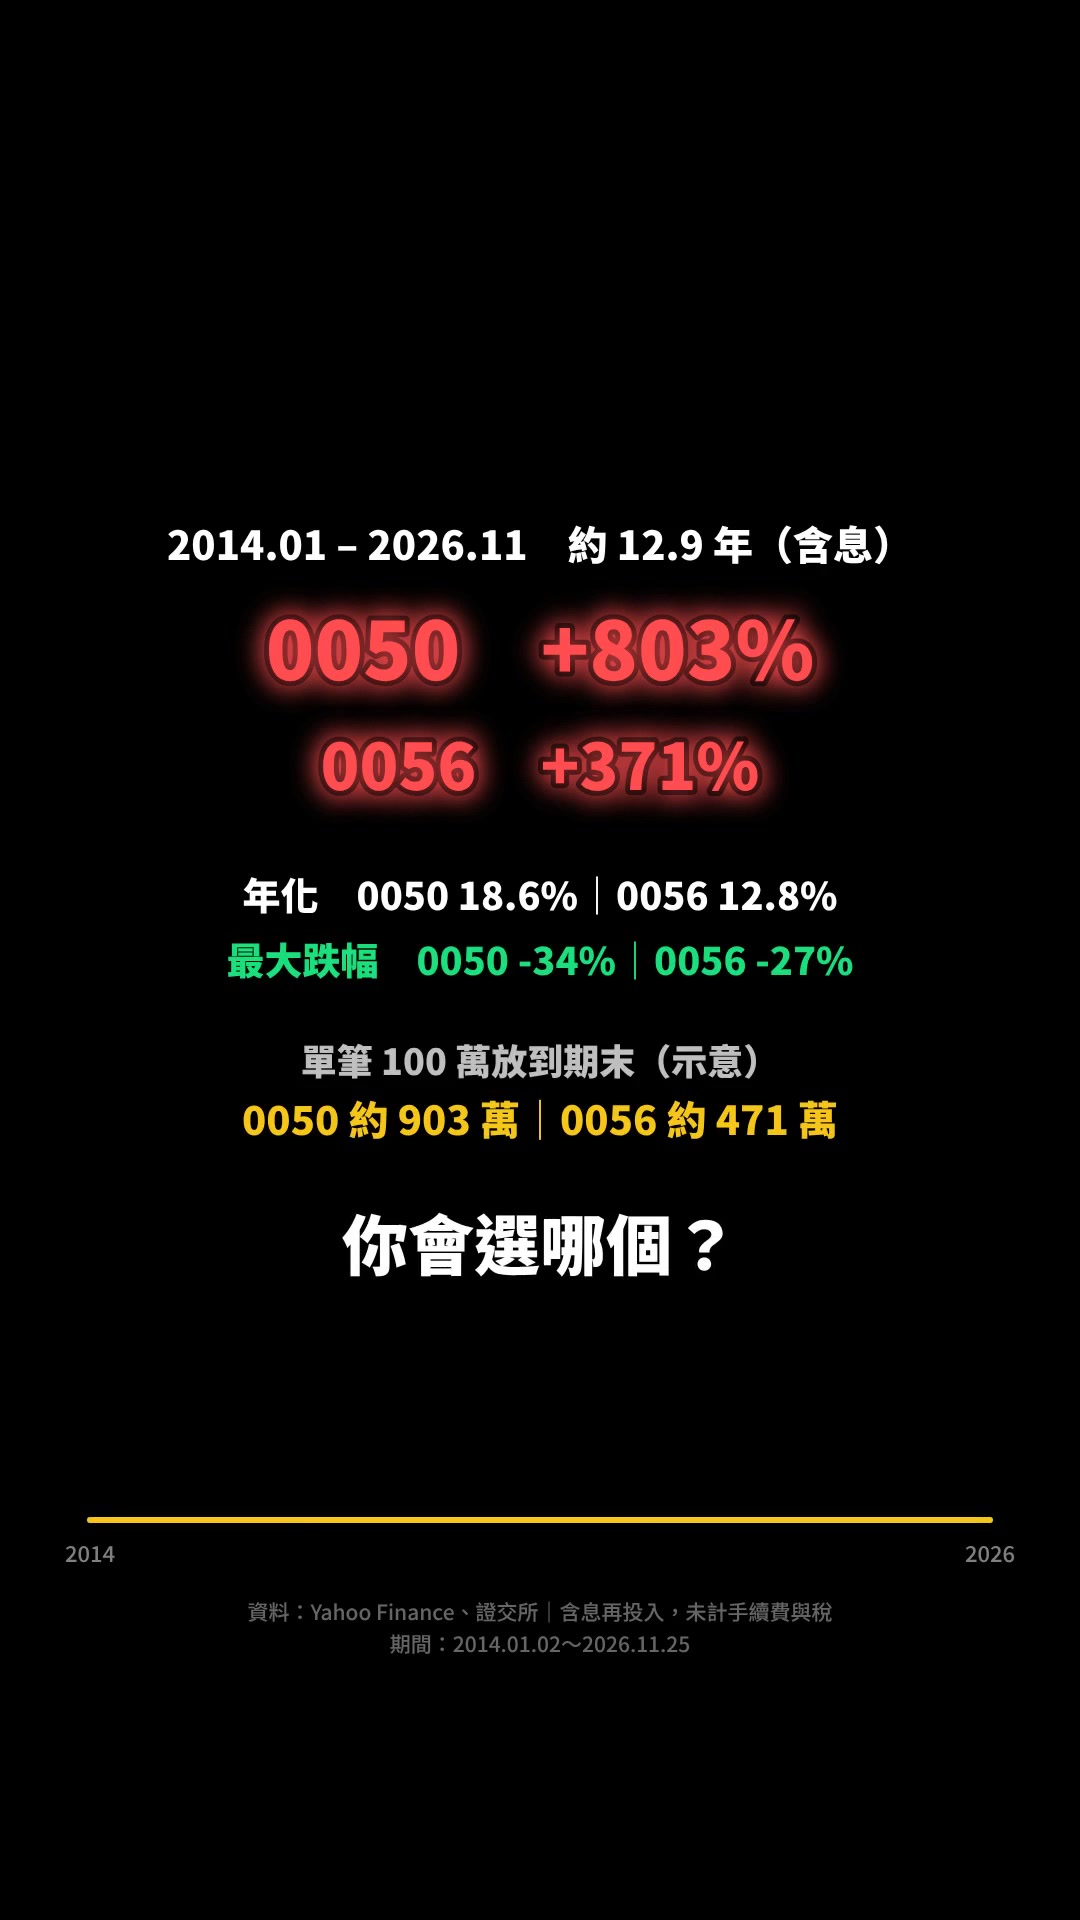 2014.01 – 2026.11　約 12.9 年（含息）
0050　+803%
0056　+371%
年化　0050 18.6%｜0056 12.8%
最大跌幅　0050 -34%｜0056 -27%
單筆 100 萬放到期末（示意）
0050 約 903 萬｜0056 約 471 萬
你會選哪個？
2014　2026
資料：Yahoo Finance、證交所｜含息再投入，未計手續費與稅
期間：2014.01.02～2026.11.25